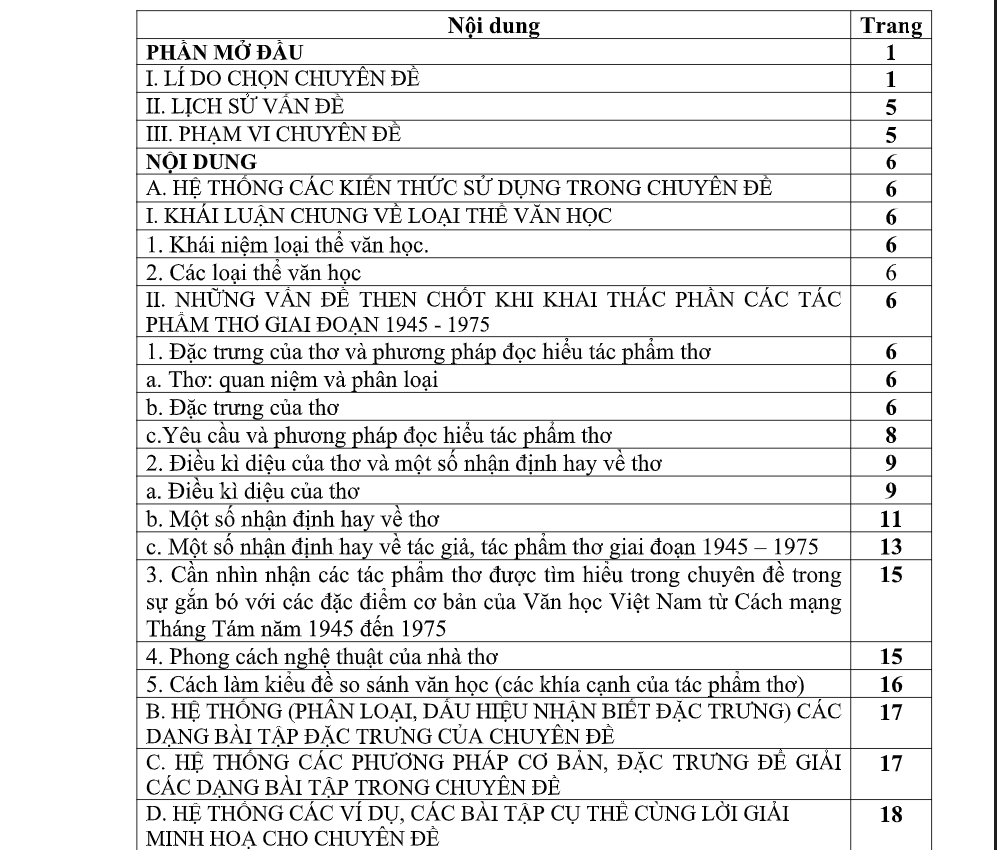 Nội dung Trang
PHẦN MỞ ĐẦU 1
I. LÍ DO CHỌN CHUYÊN ĐỀ 1
II. LỊCH SỬ VẤN ĐỀ 5
III. PHẠM VI CHUYÊN ĐỀ 5
NỘI DUNG 6
A. HỆ THỐNG CÁC KIẾN THỨC SỬ DỤNG TRONG CHUYÊN ĐỀ 6
I. KHÁI LUẬN CHUNG VỀ LOẠI THỂ VĂN HỌC 6
1. Khái niệm loại thể văn học. 6
2. Các loại thể văn học 6
II. NHỮNG VẤN ĐỀ THEN CHỐT KHI KHAI THÁC PHẦN CÁC TÁC 6
PHẨM THƠ GIAI ĐOẠN 1945 - 1975
1. Đặc trưng của thơ và phương pháp đọc hiểu tác phẩm thơ 6
a. Thơ: quan niệm và phân loại 6
b. Đặc trưng của thơ 6
c.Yêu cầu và phương pháp đọc hiểu tác phẩm thơ 8
2. Điều kì diệu của thơ và một số nhận định hay về thơ 9
a. Điều kì diệu của thơ 9
b. Một số nhận định hay về thơ 11
c. Một số nhận định hay về tác giả, tác phẩm thơ giai đoạn 1945 – 1975 13
3. Cần nhìn nhận các tác phẩm thơ được tìm hiểu trong chuyên đề trong 15
sự gắn bó với các đặc điểm cơ bản của Văn học Việt Nam từ Cách mạng
Tháng Tám năm 1945 đến 1975
4. Phong cách nghệ thuật của nhà thơ 15
5. Cách làm kiểu đề so sánh văn học (các khía cạnh của tác phẩm thơ) 16
B. HỆ THỐNG (PHÂN LOẠI, DẤU HIỆU NHẬN BIẾT ĐẶC TRƯNG) CÁC 17
DẠNG BÀI TẬP ĐẶC TRƯNG CỦA CHUYÊN ĐỀ
C. HỆ THỐNG CÁC PHƯƠNG PHÁP CƠ BẢN, ĐẶC TRƯNG ĐỂ GIẢI 17
CÁC DẠNG BÀI TẬP TRONG CHUYÊN ĐỀ
D. HỆ THỐNG CÁC VÍ DỤ, CÁC BÀI TẬP CỤ THỂ CÙNG LỜI GIẢI 18
MINH HOẠ CHO CHUYÊN ĐỀ